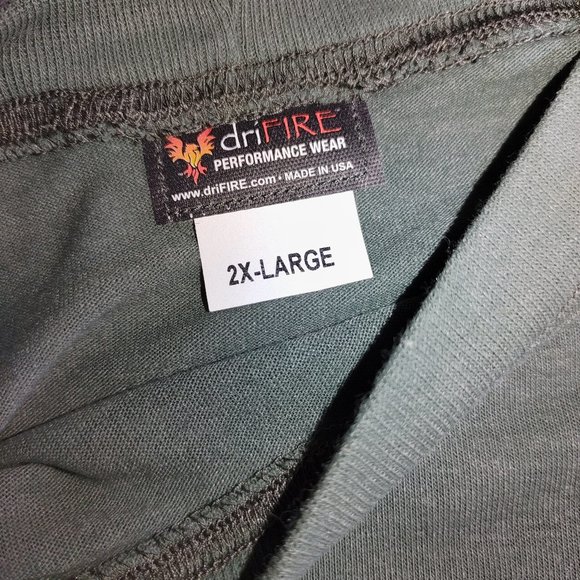 driFIRE
PERFORMANCE WEAR
www.driFIRE.com • MADE IN USA
2X-LARGE